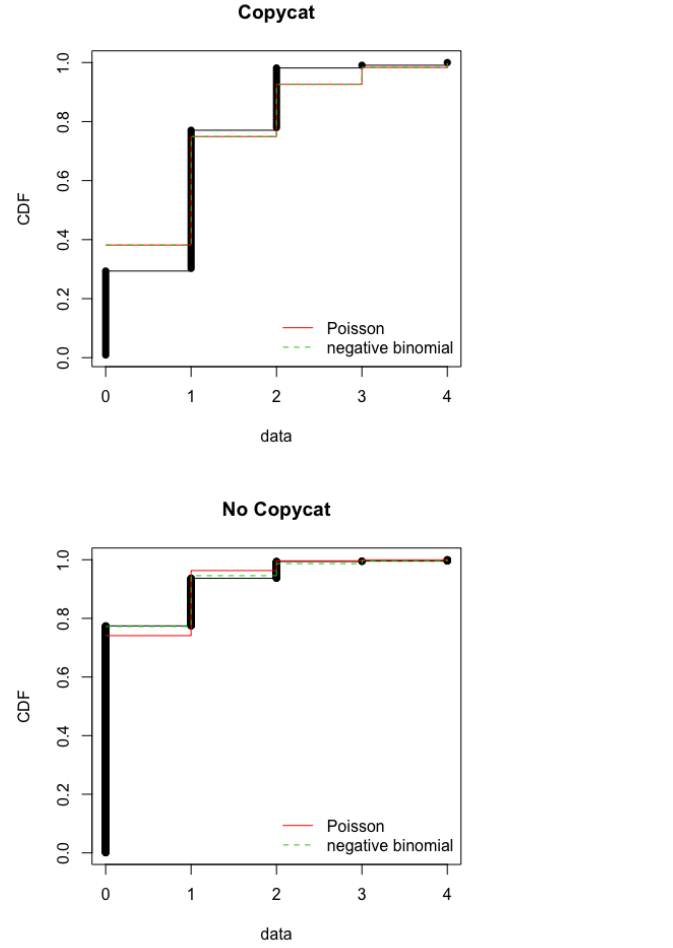 Copycat
1.0
0.8
0.6
0.4
0.2
0.0
CDF
Poisson
negative binomial
0 1 2 3 4
data
No Copycat
1.0
0.8
0.6
0.4
0.2
0.0
CDF
Poisson
negative binomial
0 1 2 3 4
data